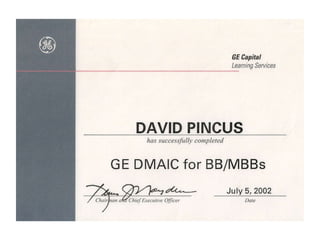 GE Capital
Learning Services
DAVID PINCUS
has successfully completed
GE DMAIC for BB/MBBs
July 5, 2002
Chairman and Chief Executive Officer
Date